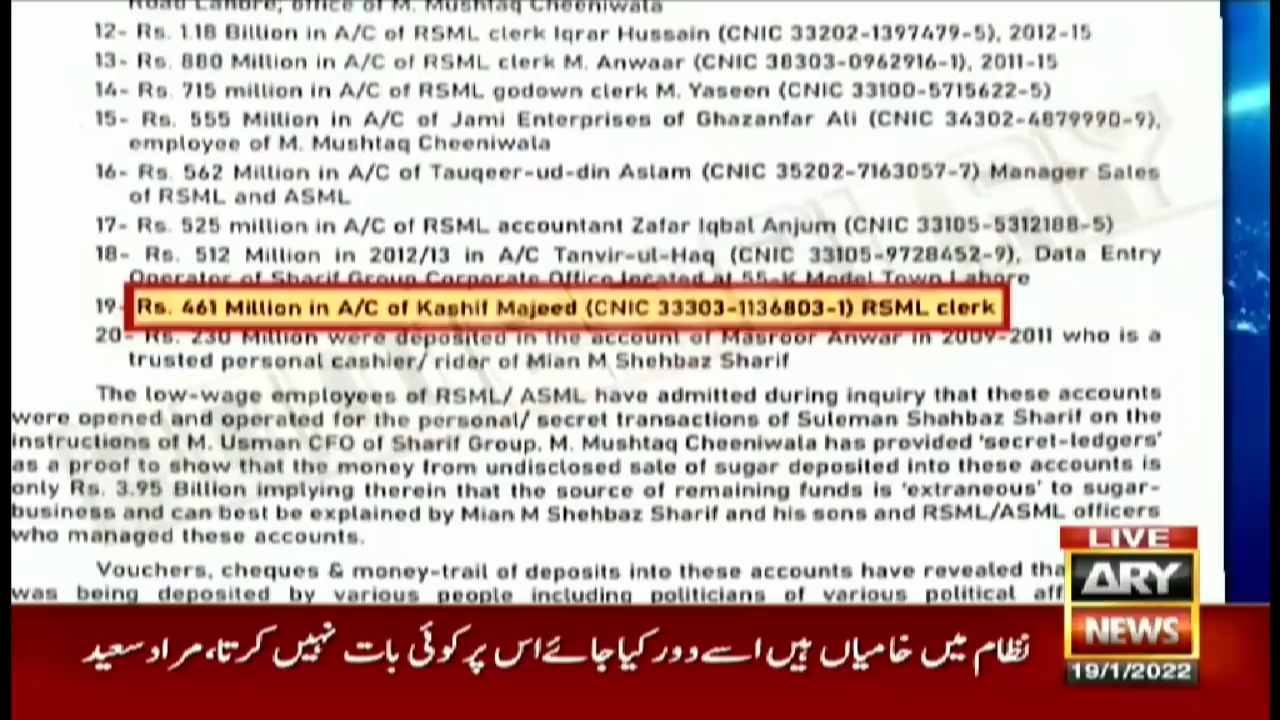 Road Lahore, office of M. Mushtaq Cheeniwala
12- Rs. 1.18 Billion in A/C of RSML clerk Iqrar Hussain (CNIC 33202-1397479-5), 2012-15
13- Rs. 880 Million in A/C of RSML clerk M. Anwaar (CNIC 38303-0962916-1), 2011-15
14- Rs. 715 million in A/C of RSML godown clerk M. Yaseen (CNIC 33100-5715622-5)
15- Rs. 555 Million in A/C of Jami Enterprises of Ghazanfar Ali (CNIC 34302-4879990-9),
employee of M. Mushtaq Cheeniwala
16- Rs. 562 Million in A/C of Tauqeer-ud-din Aslam (CNIC 35202-7163057-7) Manager Sales
of RSML and ASML
17- Rs. 525 million in A/C of RSML accountant Zafar Iqbal Anjum (CNIC 33105-5312188-5)
18- Rs. 512 Million in 2012/13 in A/C Tanvir-ul-Haq (CNIC 33105-9728452-9), Data Entry
Operator of Sharif Group Corporate Office located at 55-K Model Town Lahore
19- Rs. 461 Million in A/C of Kashif Majeed (CNIC 33303-1136803-1) RSML clerk
20- Rs. 230 Million were deposited in the account of Masroor Anwar in 2009-2011 who is a
trusted personal cashier/ rider of Mian M Shehbaz Sharif
The low-wage employees of RSML/ ASML have admitted during inquiry that these accounts
were opened and operated for the personal/ secret transactions of Suleman Shahbaz Sharif on the
instructions of M. Usman CFO of Sharif Group. M. Mushtaq Cheeniwala has provided 'secret-ledgers'
as a proof to show that the money from undisclosed sale of sugar deposited into these accounts is
only Rs. 3.95 Billion implying therein that the source of remaining funds is 'extraneous' to sugar-
business and can best be explained by Mian M Shehbaz Sharif and his sons and RSML/ASML officers
who managed these accounts.
Vouchers, cheques & money-trail of deposits into these accounts have revealed tha
was being deposited by various people including politicians of various political aff
LIVE
ARY
NEWS
19/1/2022
نظام میں خامیاں ہیں اسے دور کیا جائے اس پر کوئی بات نہیں کرتا، مراد سعید